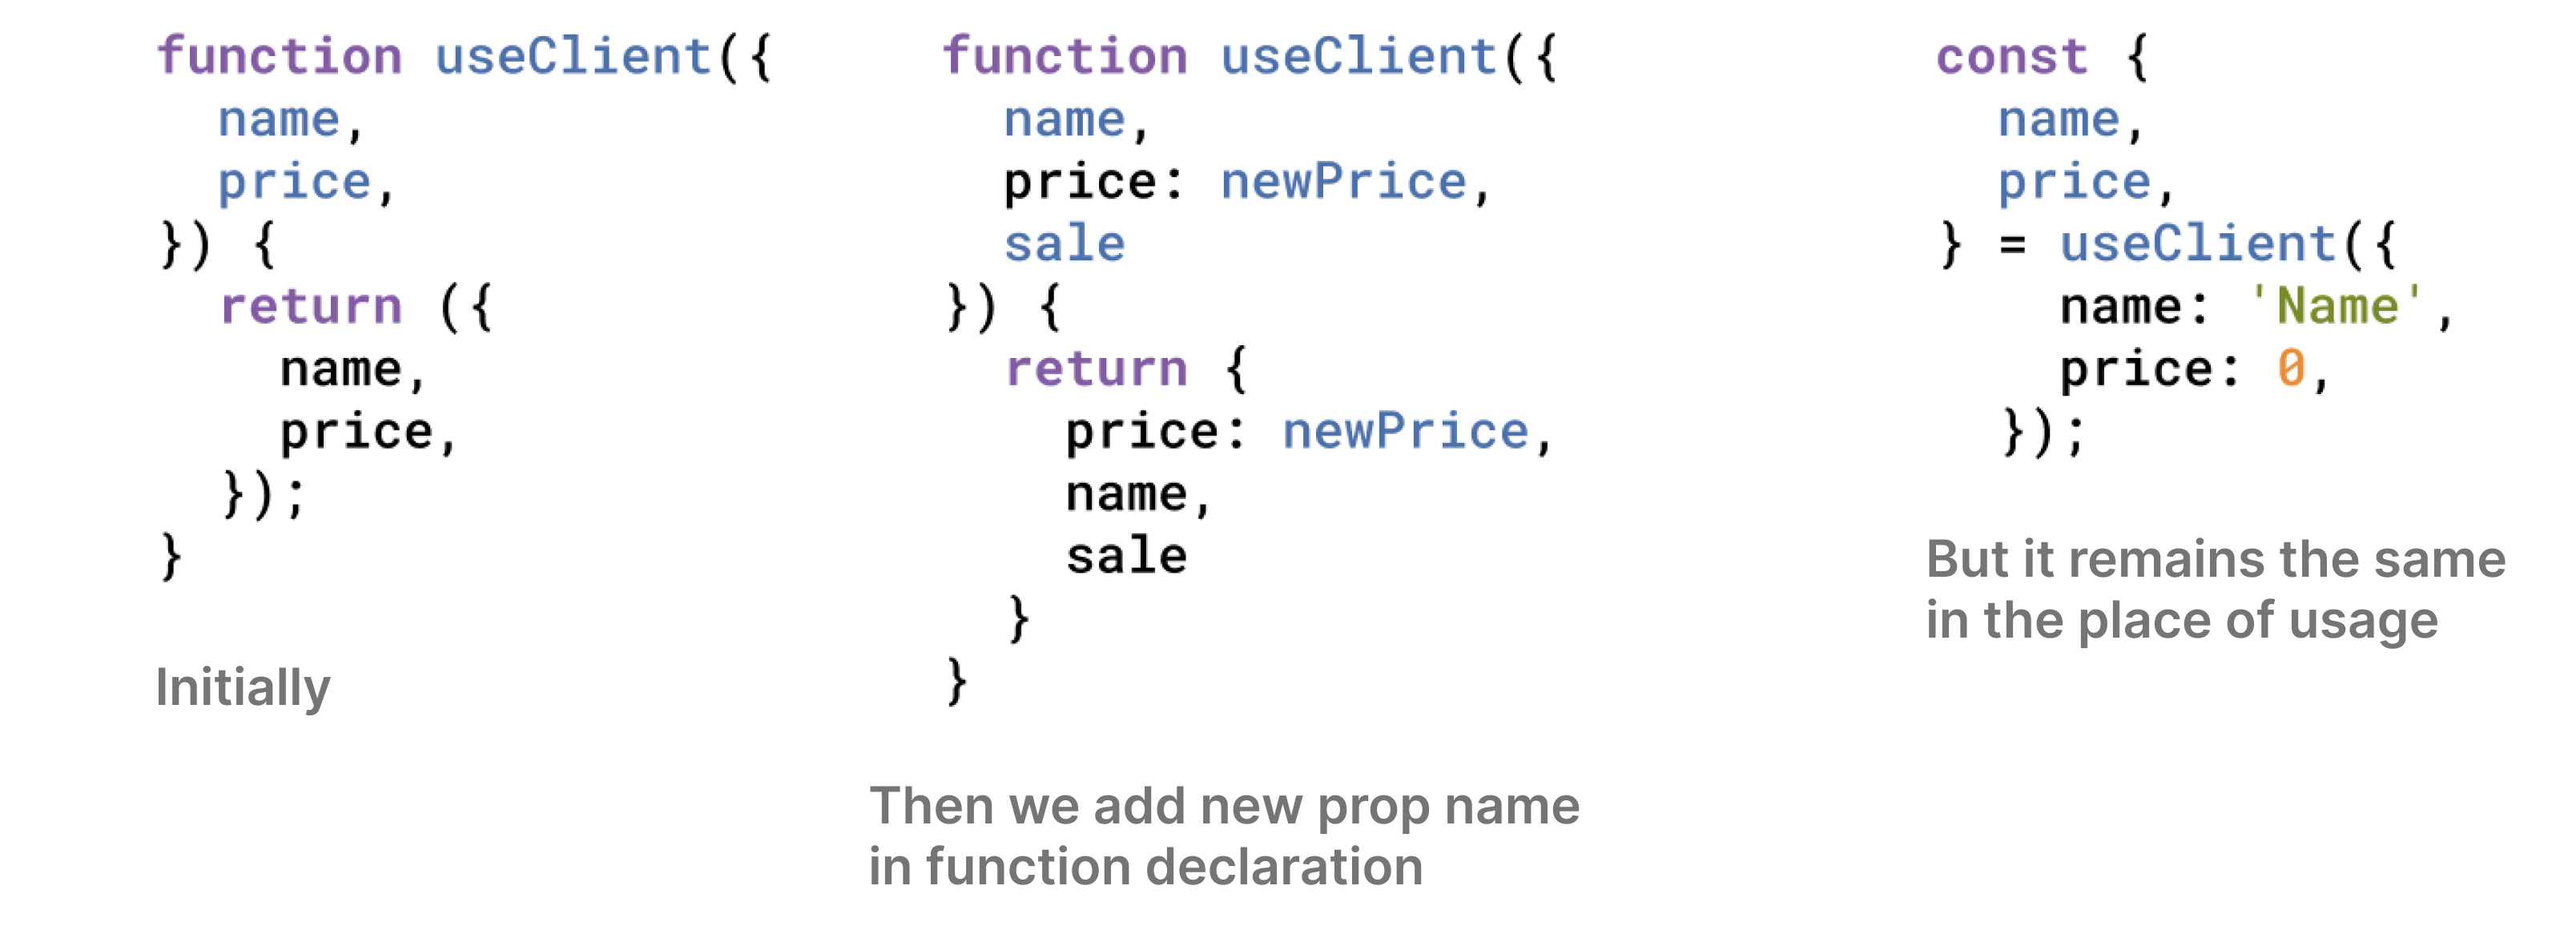 function useClient({
  name,
  price,
}) {
  return ({
    name,
    price,
  });
}
Initially
function useClient({
  name,
  price: newPrice,
  sale
}) {
  return {
    price: newPrice,
    name,
    sale
  }
}
Then we add new prop name
in function declaration
const {
  name,
  price,
} = useClient({
    name: 'Name',
    price: 0,
  });
But it remains the same
in the place of usage